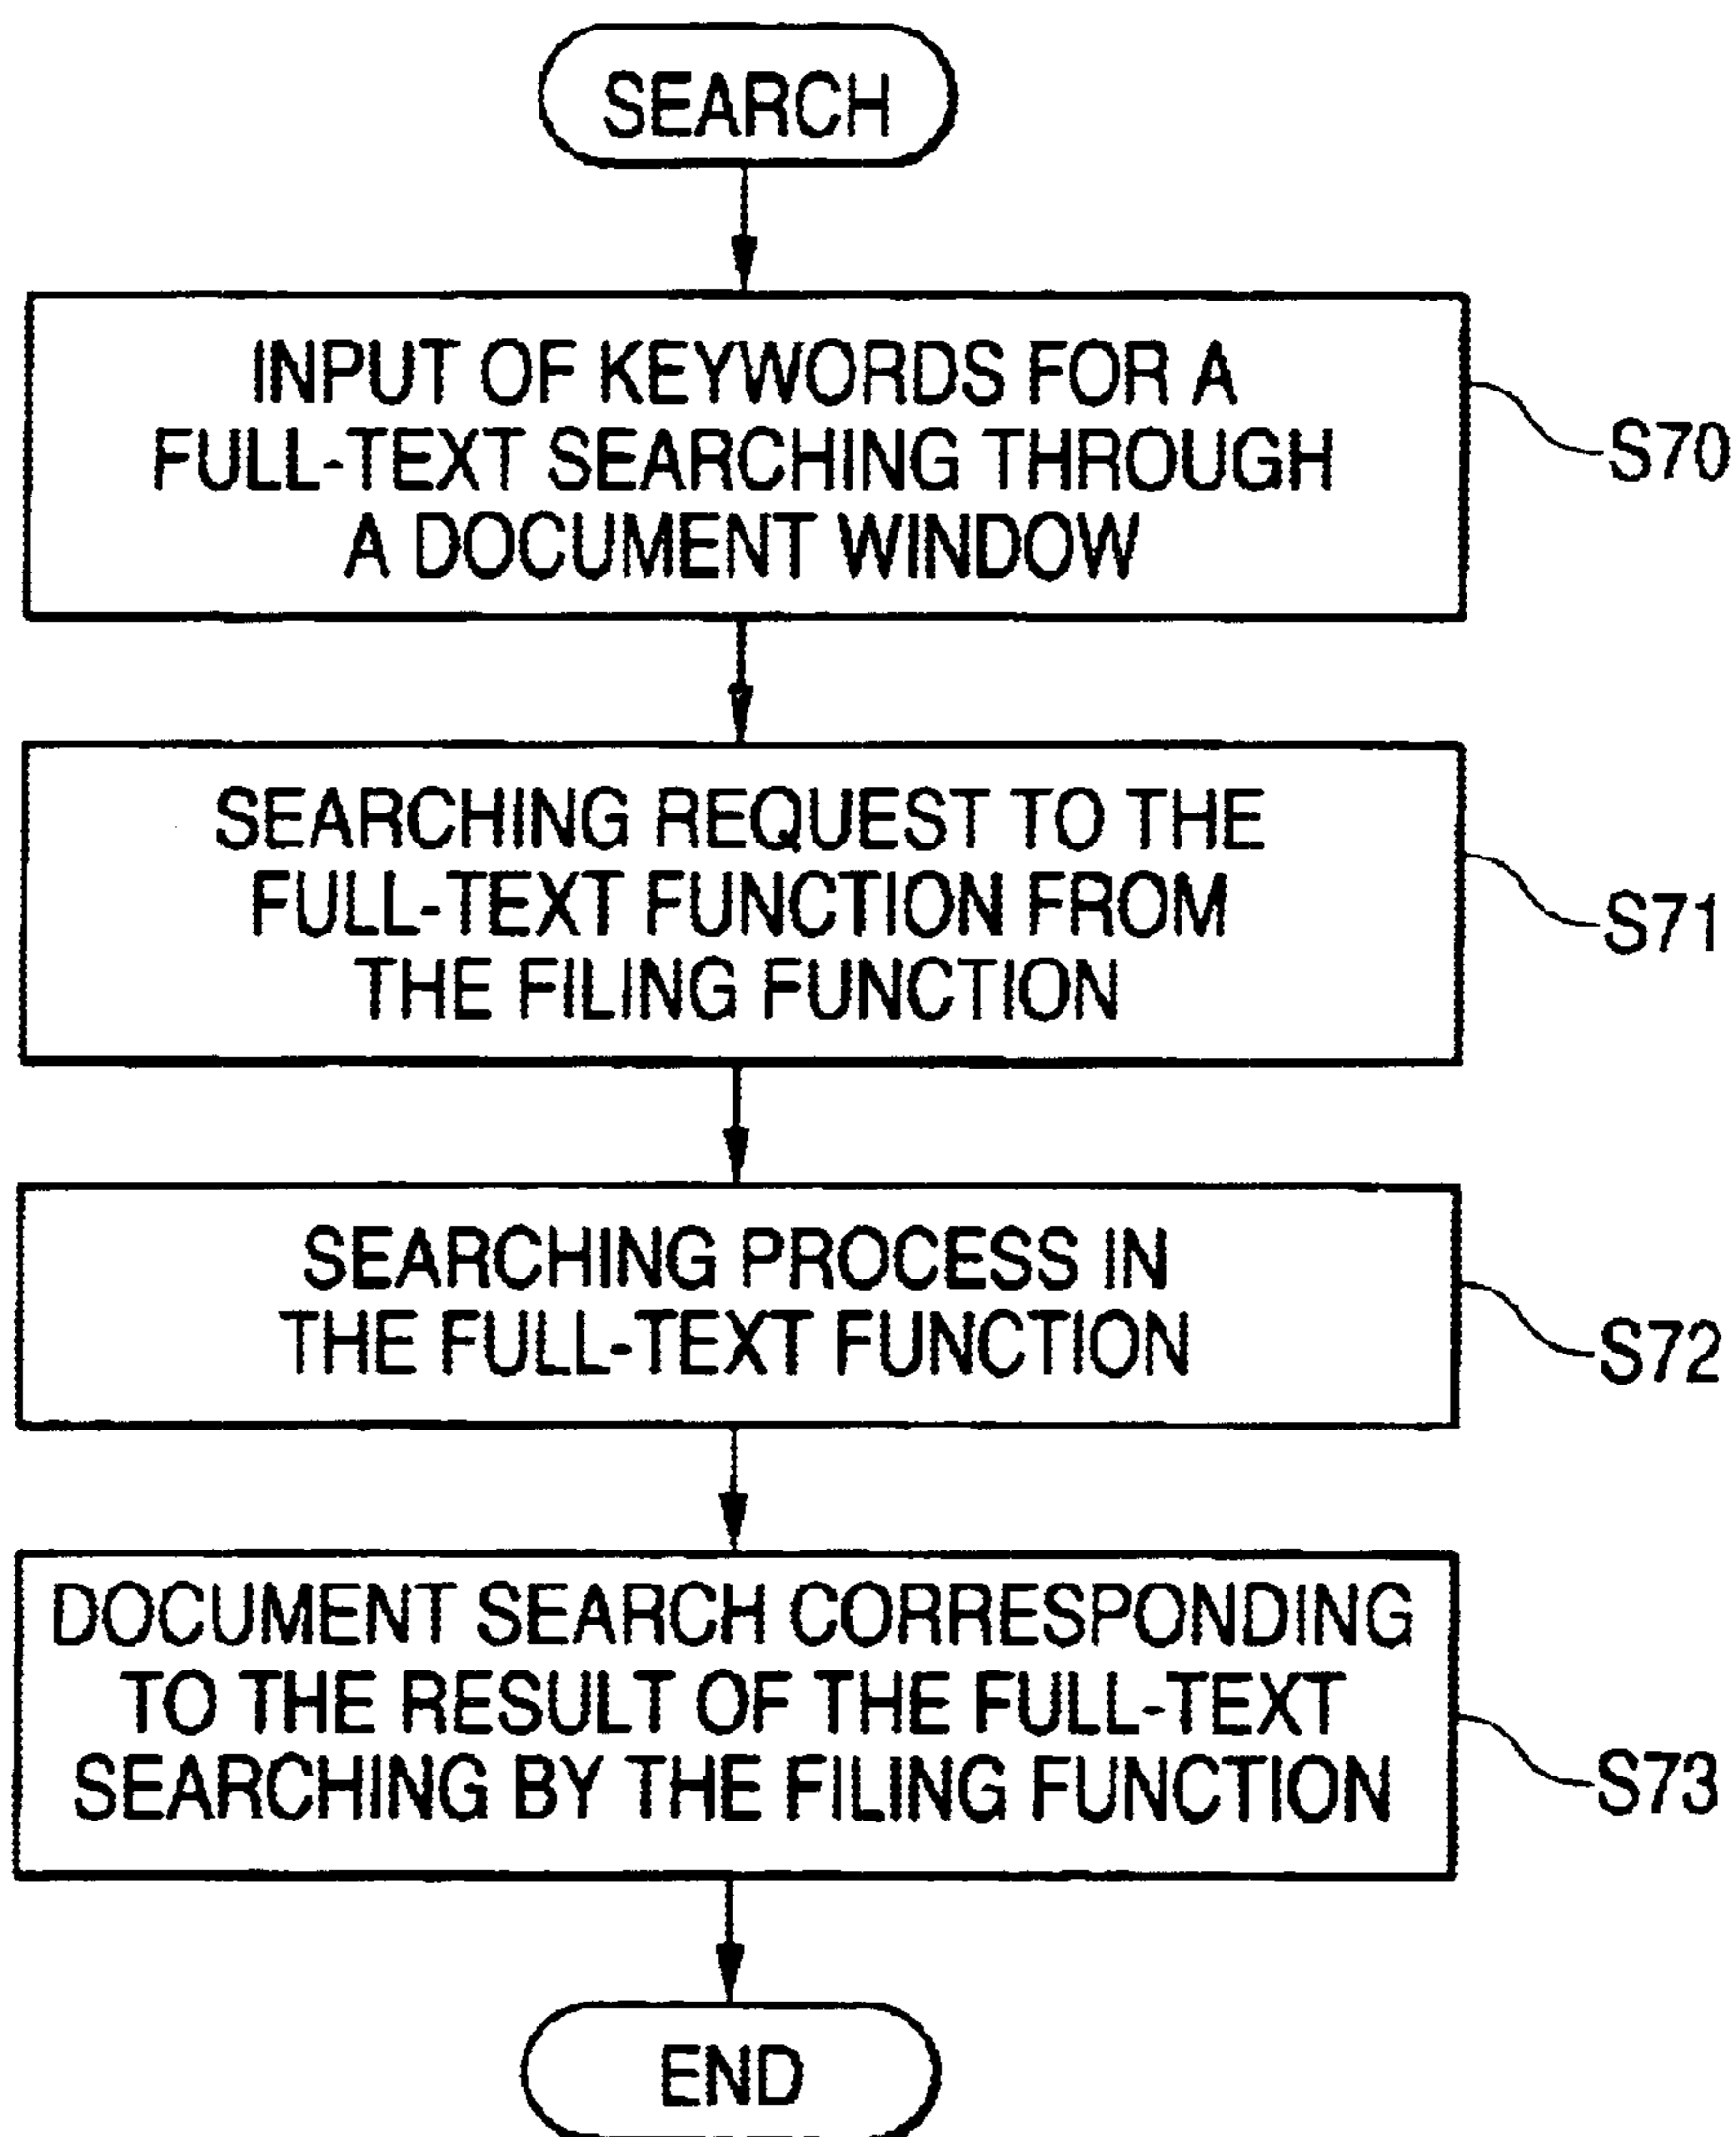 SEARCH
INPUT OF KEYWORDS FOR A
FULL-TEXT SEARCHING THROUGH
A DOCUMENT WINDOW
S70
SEARCHING REQUEST TO THE
FULL-TEXT FUNCTION FROM
THE FILING FUNCTION
S71
SEARCHING PROCESS IN
THE FULL-TEXT FUNCTION
S72
DOCUMENT SEARCH CORRESPONDING
TO THE RESULT OF THE FULL-TEXT
SEARCHING BY THE FILING FUNCTION
S73
END